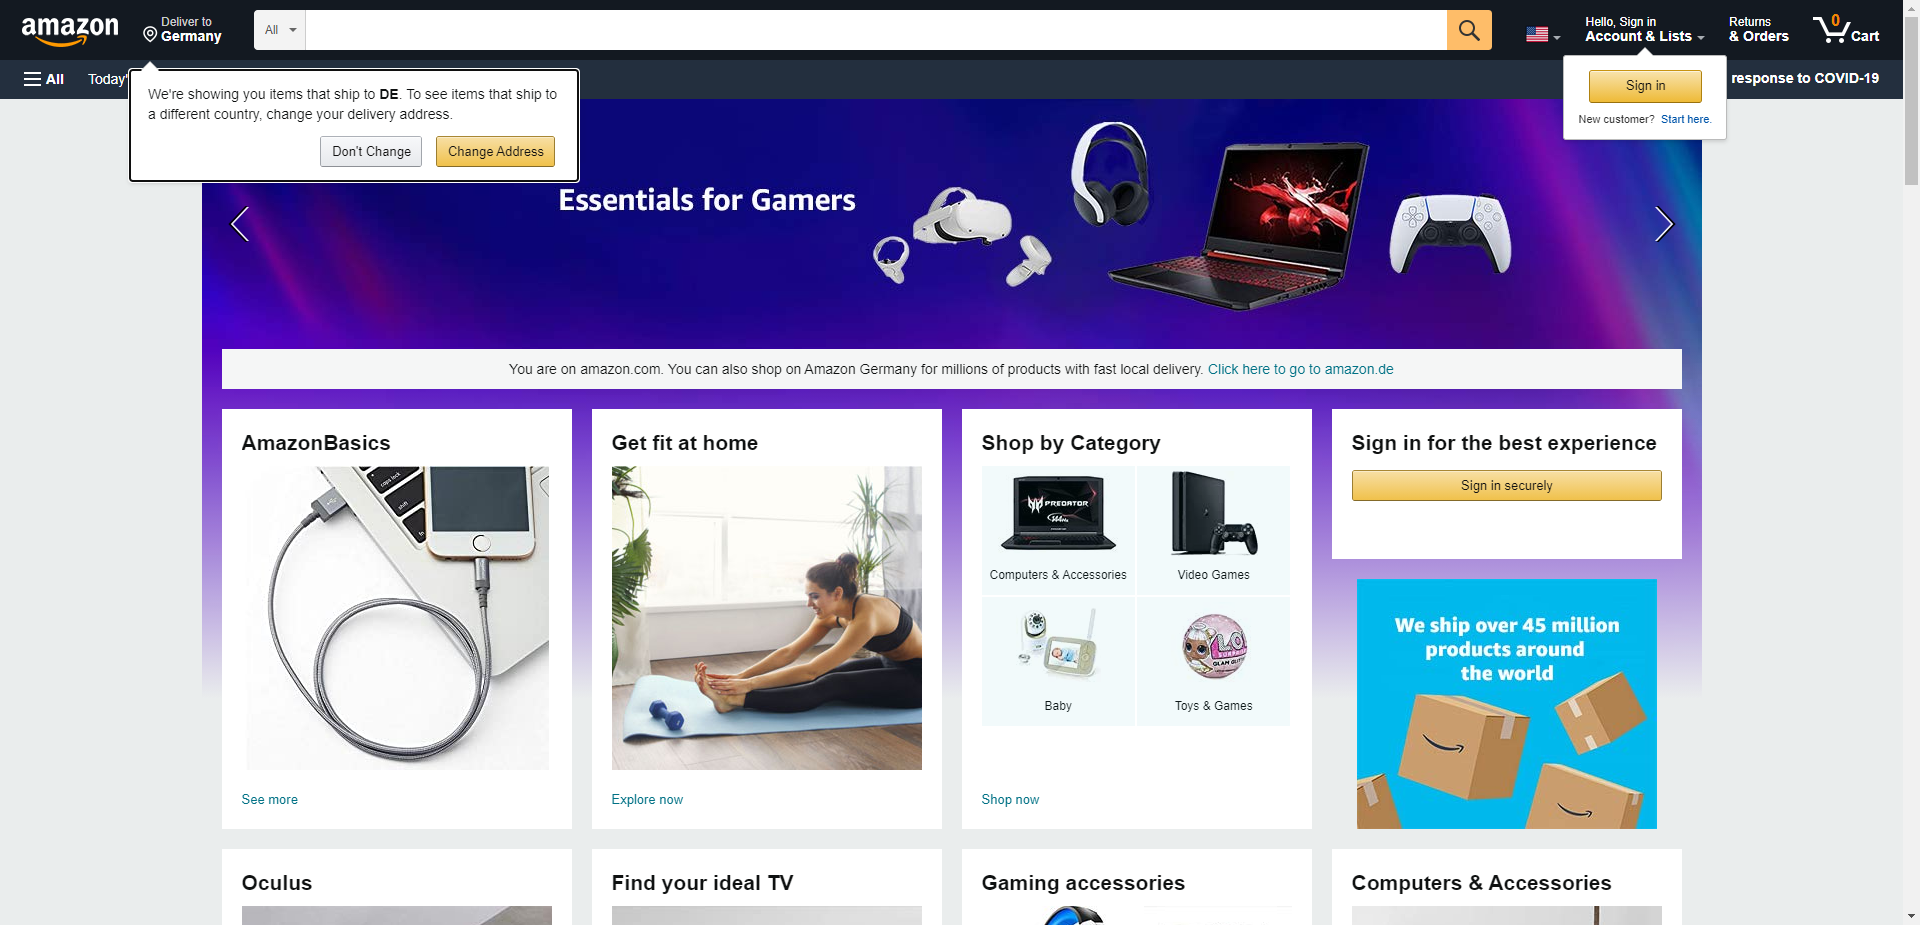 amazon
Deliver to
Germany
All
Hello, Sign in
Account & Lists
Returns
& Orders
0
Cart
All
Today'
response to COVID-19
We're showing you items that ship to DE. To see items that ship to
a different country, change your delivery address.
Don't Change
Change Address
Sign in
New customer? Start here.
Essentials for Gamers
You are on amazon.com. You can also shop on Amazon Germany for millions of products with fast local delivery. Click here to go to amazon.de
AmazonBasics
caps lock
shift
See more
Get fit at home
Explore now
Shop by Category
PREDATOR
Computers & Accessories
Video Games
Baby
L.O.L
SURPRISE
GLAM GLITTER
Toys & Games
Shop now
Sign in for the best experience
Sign in securely
We ship over 45 million
products around
the world
Oculus
Find your ideal TV
Gaming accessories
Computers & Accessories